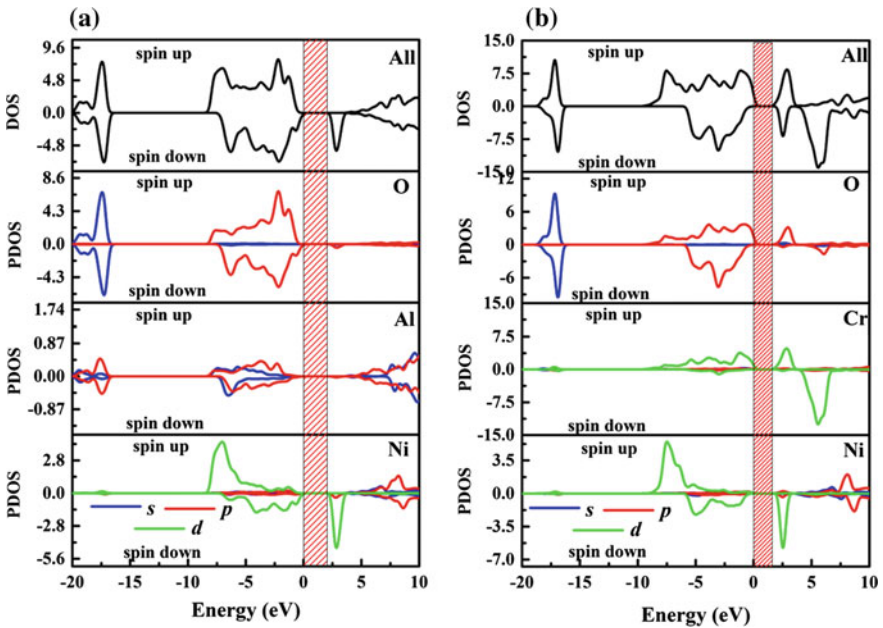 (a)
9.6
4.8
0.0
-4.8
DOS
spin up
All
spin down
8.6
4.3
0.0
-4.3
PDOS
spin up
O
spin down
1.74
0.87
0.00
-0.87
PDOS
spin up
Al
spin down
2.8
0.0
-2.8
-5.6
PDOS
spin up
Ni
s p
d
spin down
-20 -15 -10 -5 0 5 10
Energy (eV)
(b)
15.0
7.5
0.0
-7.5
-15.0
DOS
spin up
All
spin down
12
6
0
-6
PDOS
spin up
O
spin down
15.0
7.5
0.0
-7.5
-15.0
PDOS
spin up
Cr
spin down
3.5
0.0
-3.5
-7.0
PDOS
spin up
Ni
s p
d
spin down
-20 -15 -10 -5 0 5 10
Energy (eV)